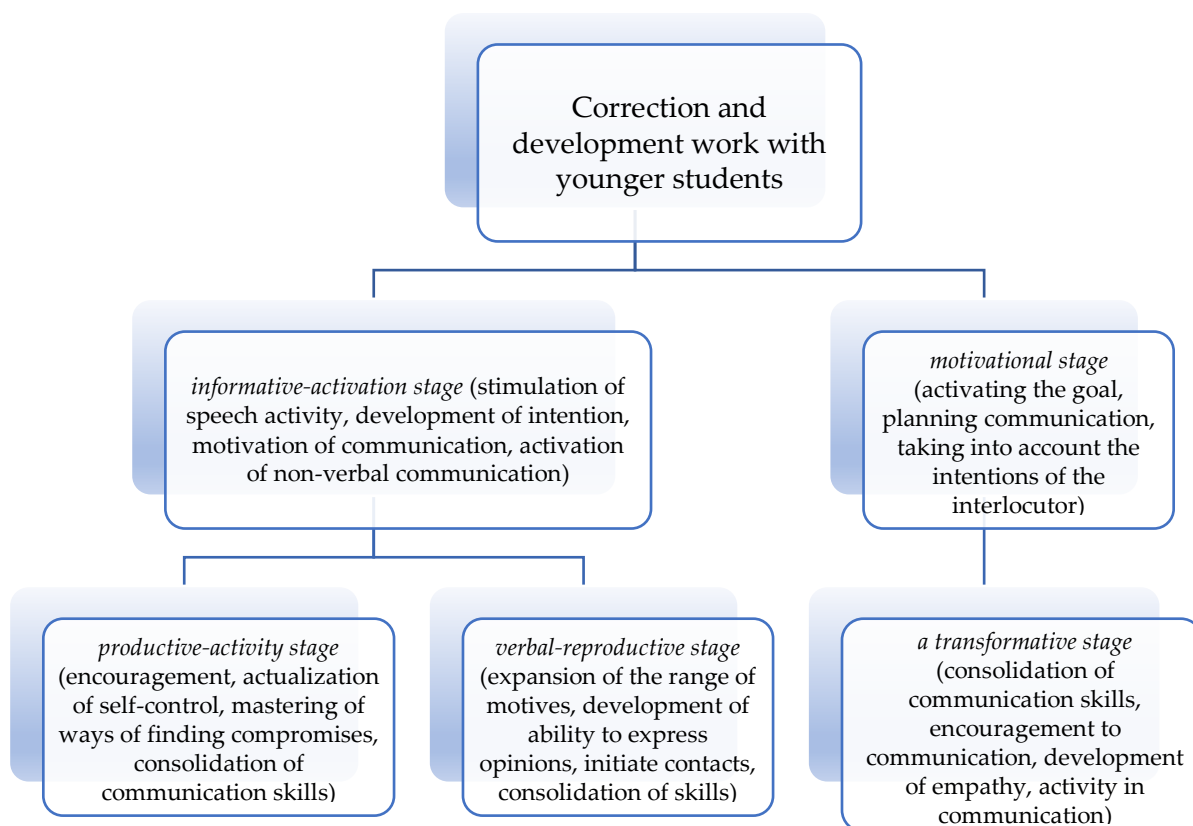 Correction and
development work with
younger students
informative-activation stage (stimulation of
speech activity, development of intention,
motivation of communication, activation
of non-verbal communication)
motivational stage
(activating the goal,
planning communication,
taking into account the
intentions of the
interlocutor)
productive-activity stage
(encouragement, actualization
of self-control, mastering of
ways of finding compromises,
consolidation of
communication skills)
verbal-reproductive stage
(expansion of the range of
motives, development of
ability to express
opinions, initiate contacts,
consolidation of skills)
a transformative stage
(consolidation of
communication skills,
encouragement to
communication, development
of empathy, activity in
communication)